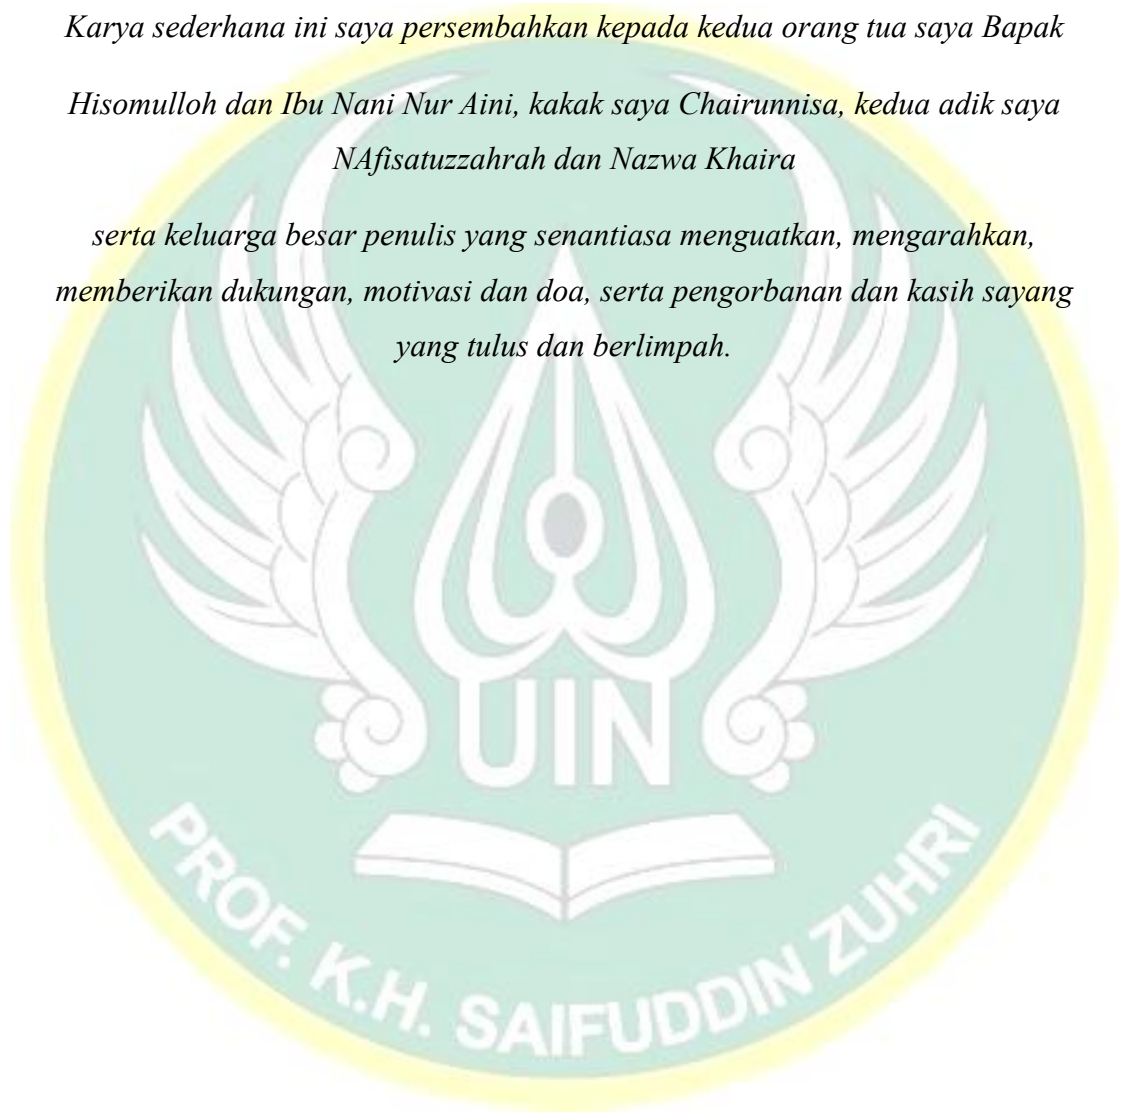 Karya sederhana ini saya persembahkan kepada kedua orang tua saya Bapak
Hisomulloh dan Ibu Nani Nur Aini, kakak saya Chairunnisa, kedua adik saya
NAfisatuzzahrah dan Nazwa Khaira
serta keluarga besar penulis yang senantiasa menguatkan, mengarahkan,
memberikan dukungan, motivasi dan doa, serta pengorbanan dan kasih sayang
yang tulus dan berlimpah.
UIN
PROF. K.H. SAIFUDDIN ZUHRI